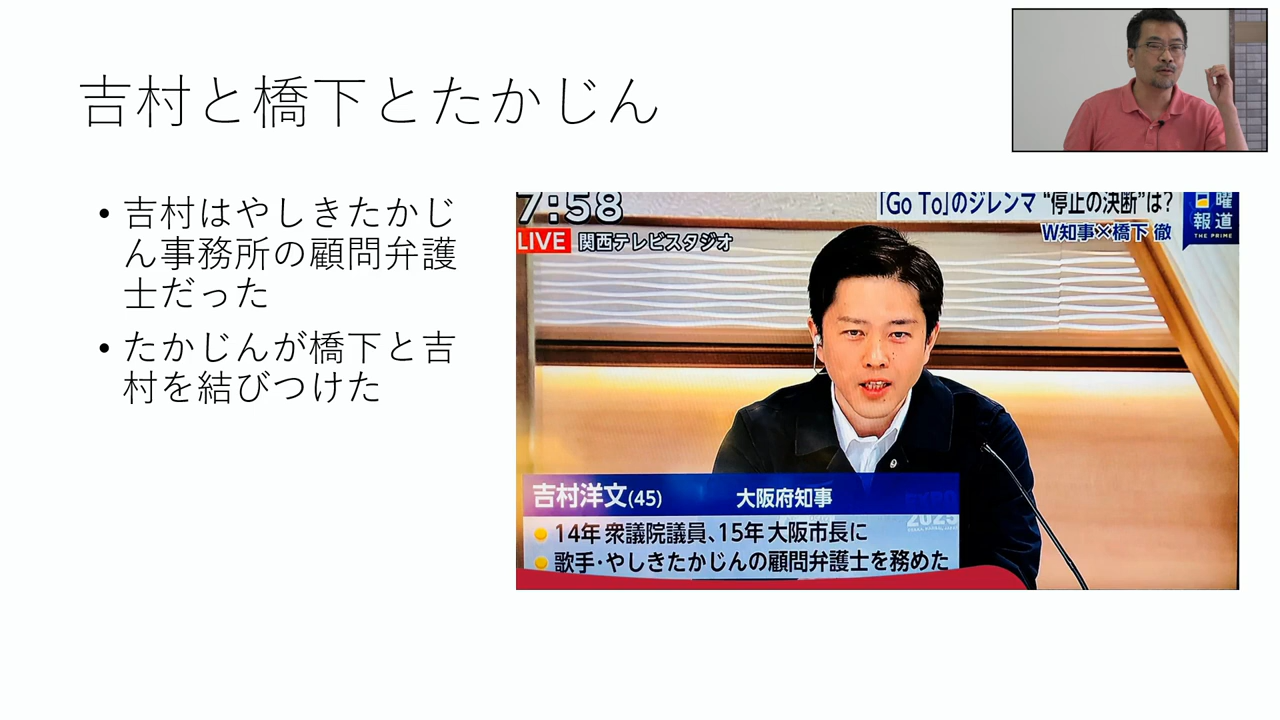 吉村と橋下とたかじん
• 吉村はやしきたかじ
ん事務所の顧問弁護
士だった
• たかじんが橋下と吉
村を結びつけた
7:58
「Go To」のジレンマ “停止の決断”は?
日曜
報道
THE PRIME
LIVE 関西テレビスタジオ
W知事×橋下 徹
吉村洋文(45) 大阪府知事
EXPO
2025
14年 衆議院議員、15年 大阪市長に
歌手・やしきたかじんの顧問弁護士を務めた